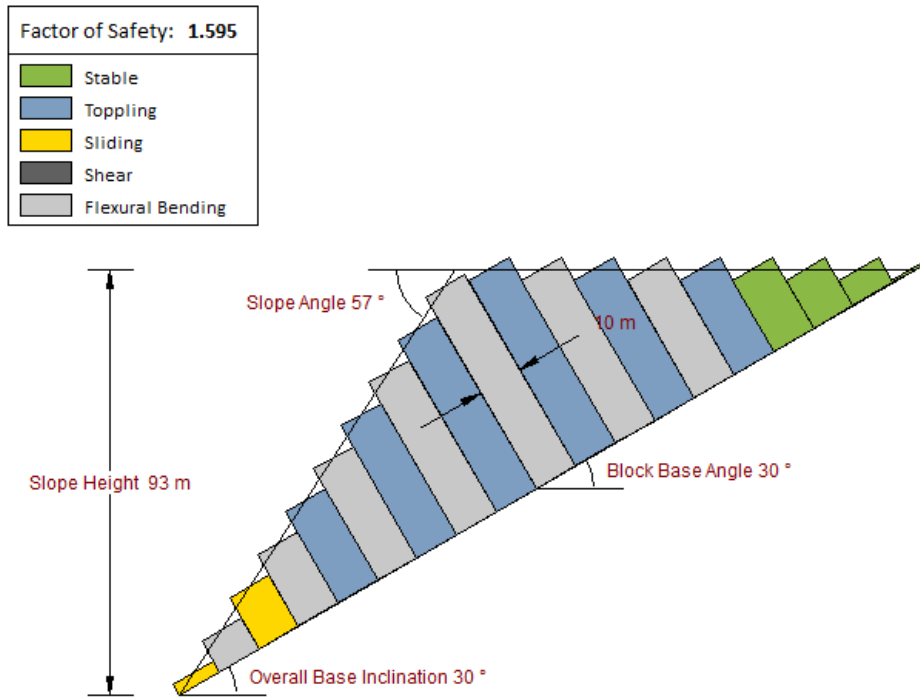 Factor of Safety: 1.595
Stable
Toppling
Sliding
Shear
Flexural Bending
Slope Angle 57 °
10 m
Slope Height 93 m
Block Base Angle 30 °
Overall Base Inclination 30 °